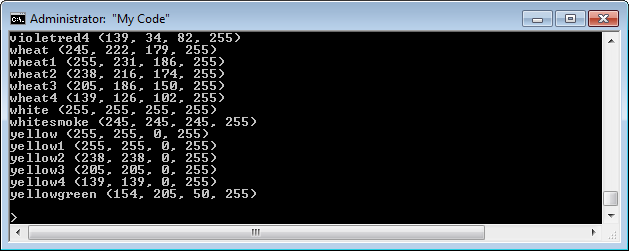 Administrator: "My Code"
violetred4 (139, 34, 82, 255)
wheat (245, 222, 179, 255)
wheat1 (255, 231, 186, 255)
wheat2 (238, 216, 174, 255)
wheat3 (205, 186, 150, 255)
wheat4 (139, 126, 102, 255)
white (255, 255, 255, 255)
whitesmoke (245, 245, 245, 255)
yellow (255, 255, 0, 255)
yellow1 (255, 255, 0, 255)
yellow2 (238, 238, 0, 255)
yellow3 (205, 205, 0, 255)
yellow4 (139, 139, 0, 255)
yellowgreen (154, 205, 50, 255)
>